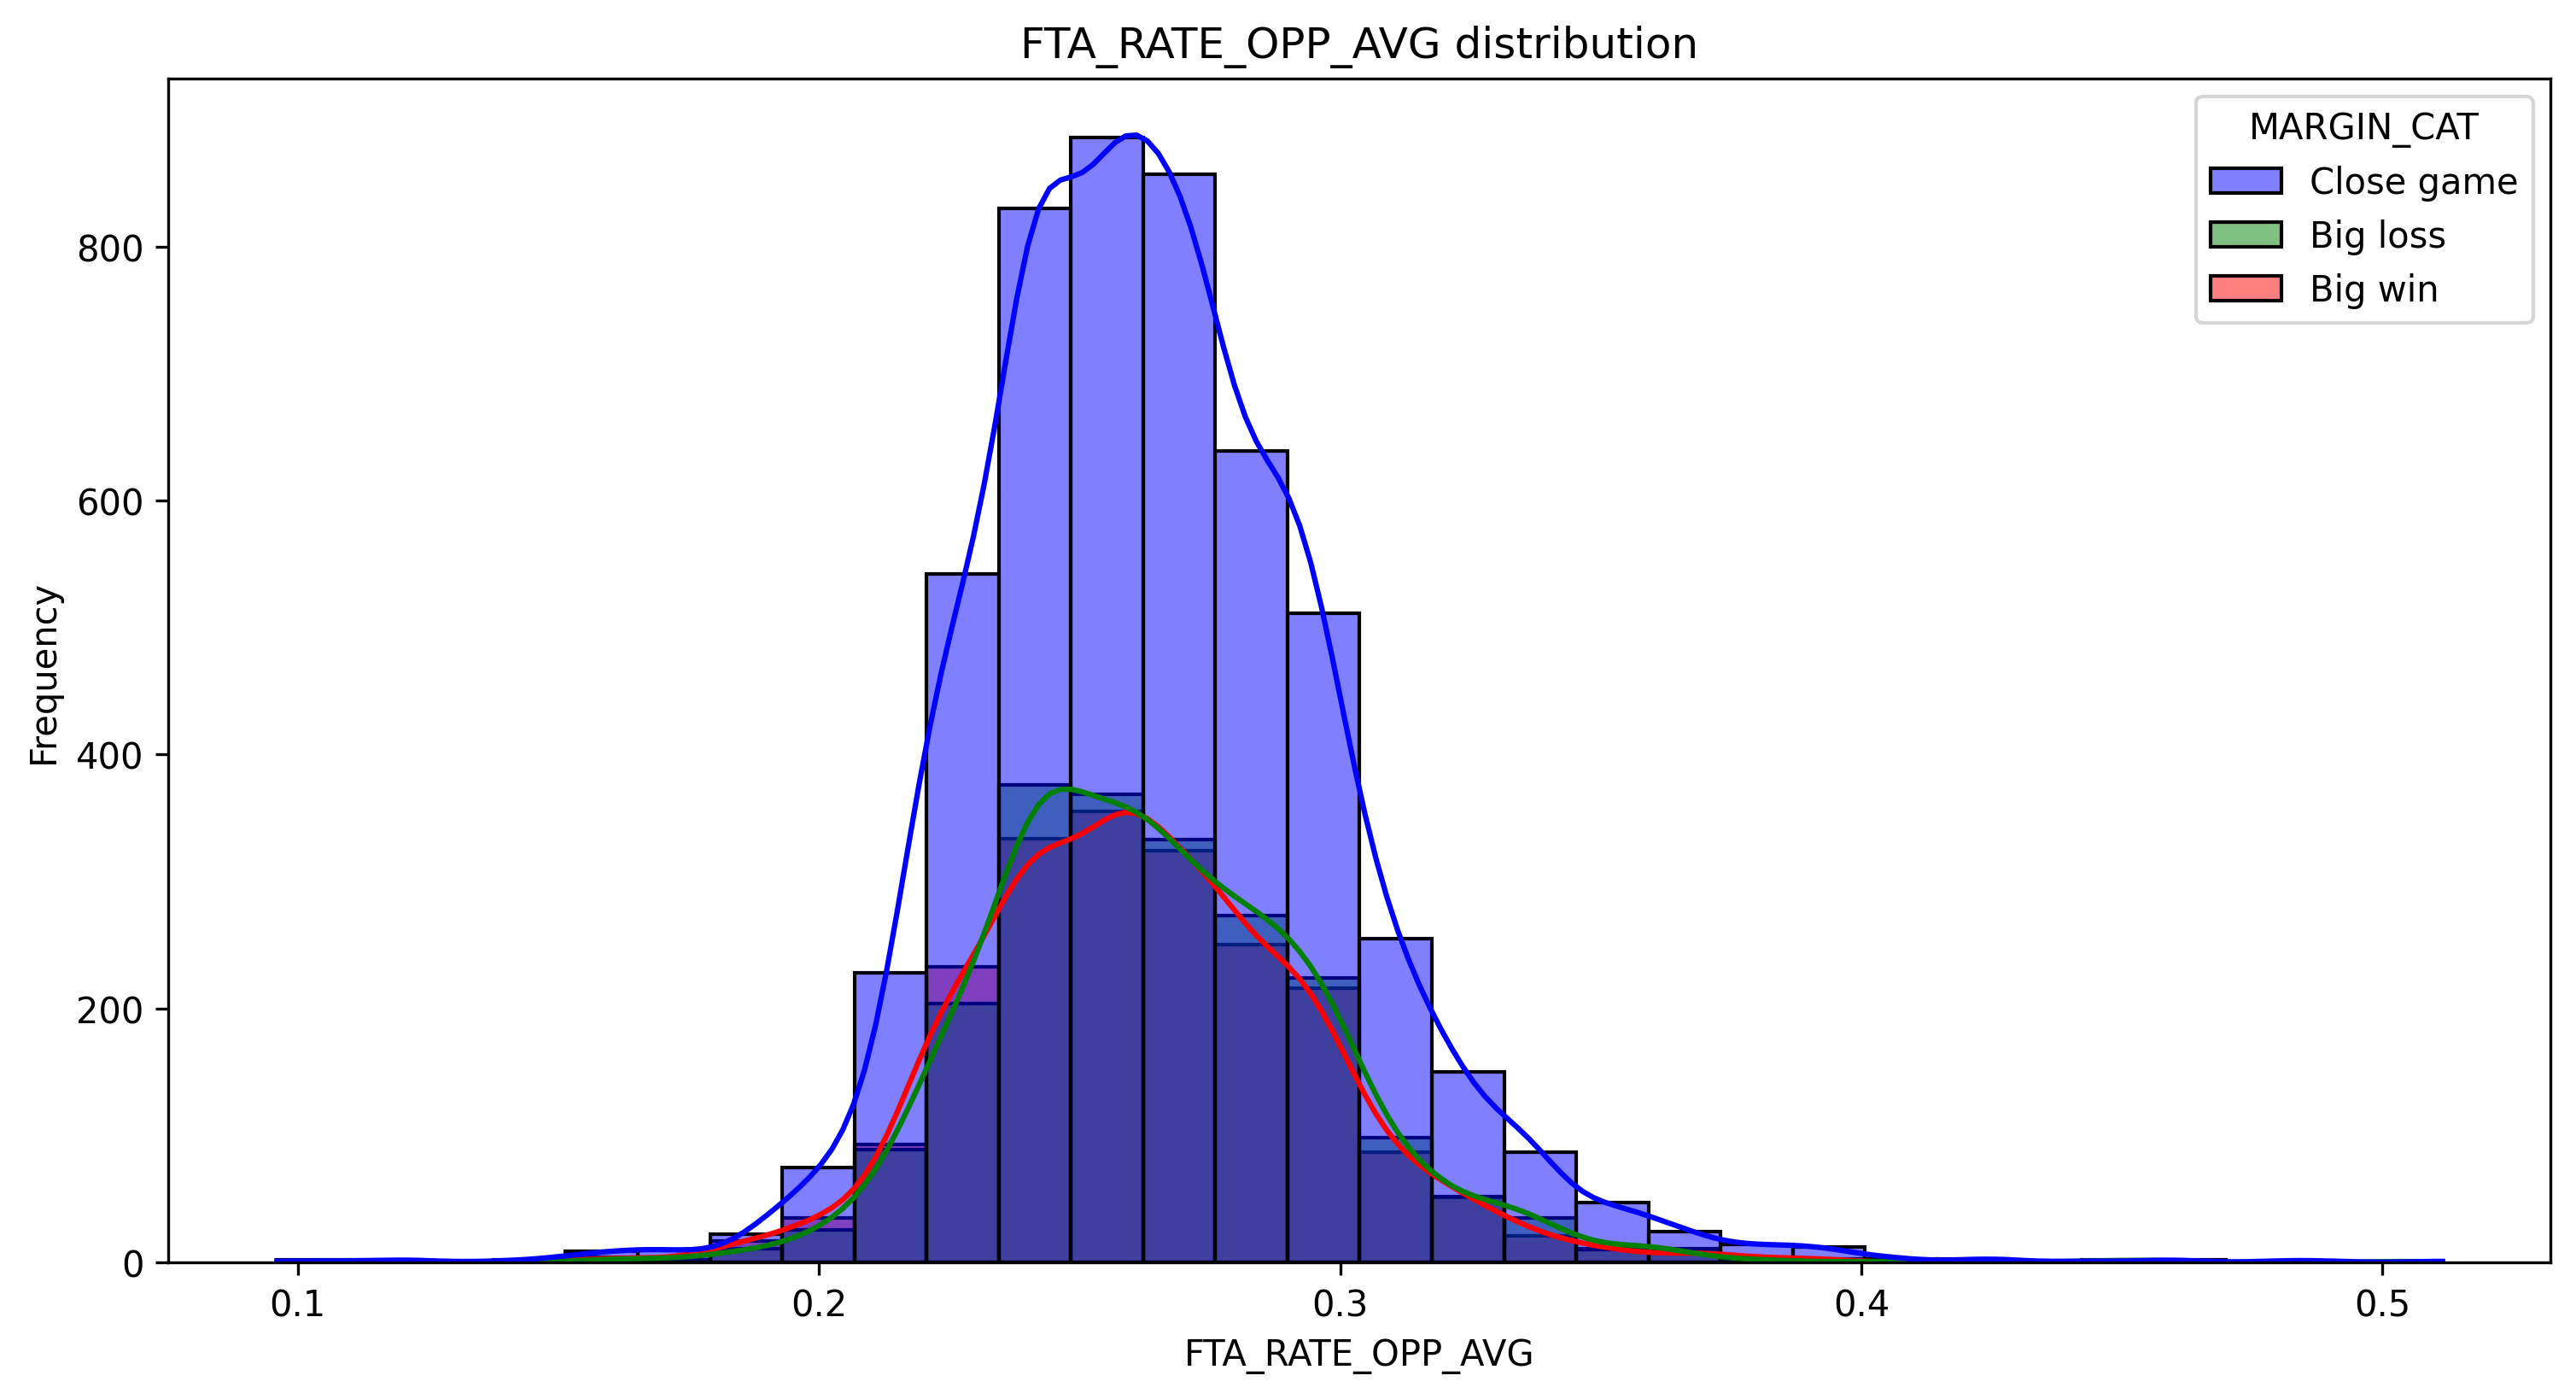 FTA_RATE_OPP_AVG distribution
MARGIN_CAT
Close game
Big loss
Big win
Frequency
800
600
400
200
0
0.1
0.2
0.3
0.4
0.5
FTA_RATE_OPP_AVG